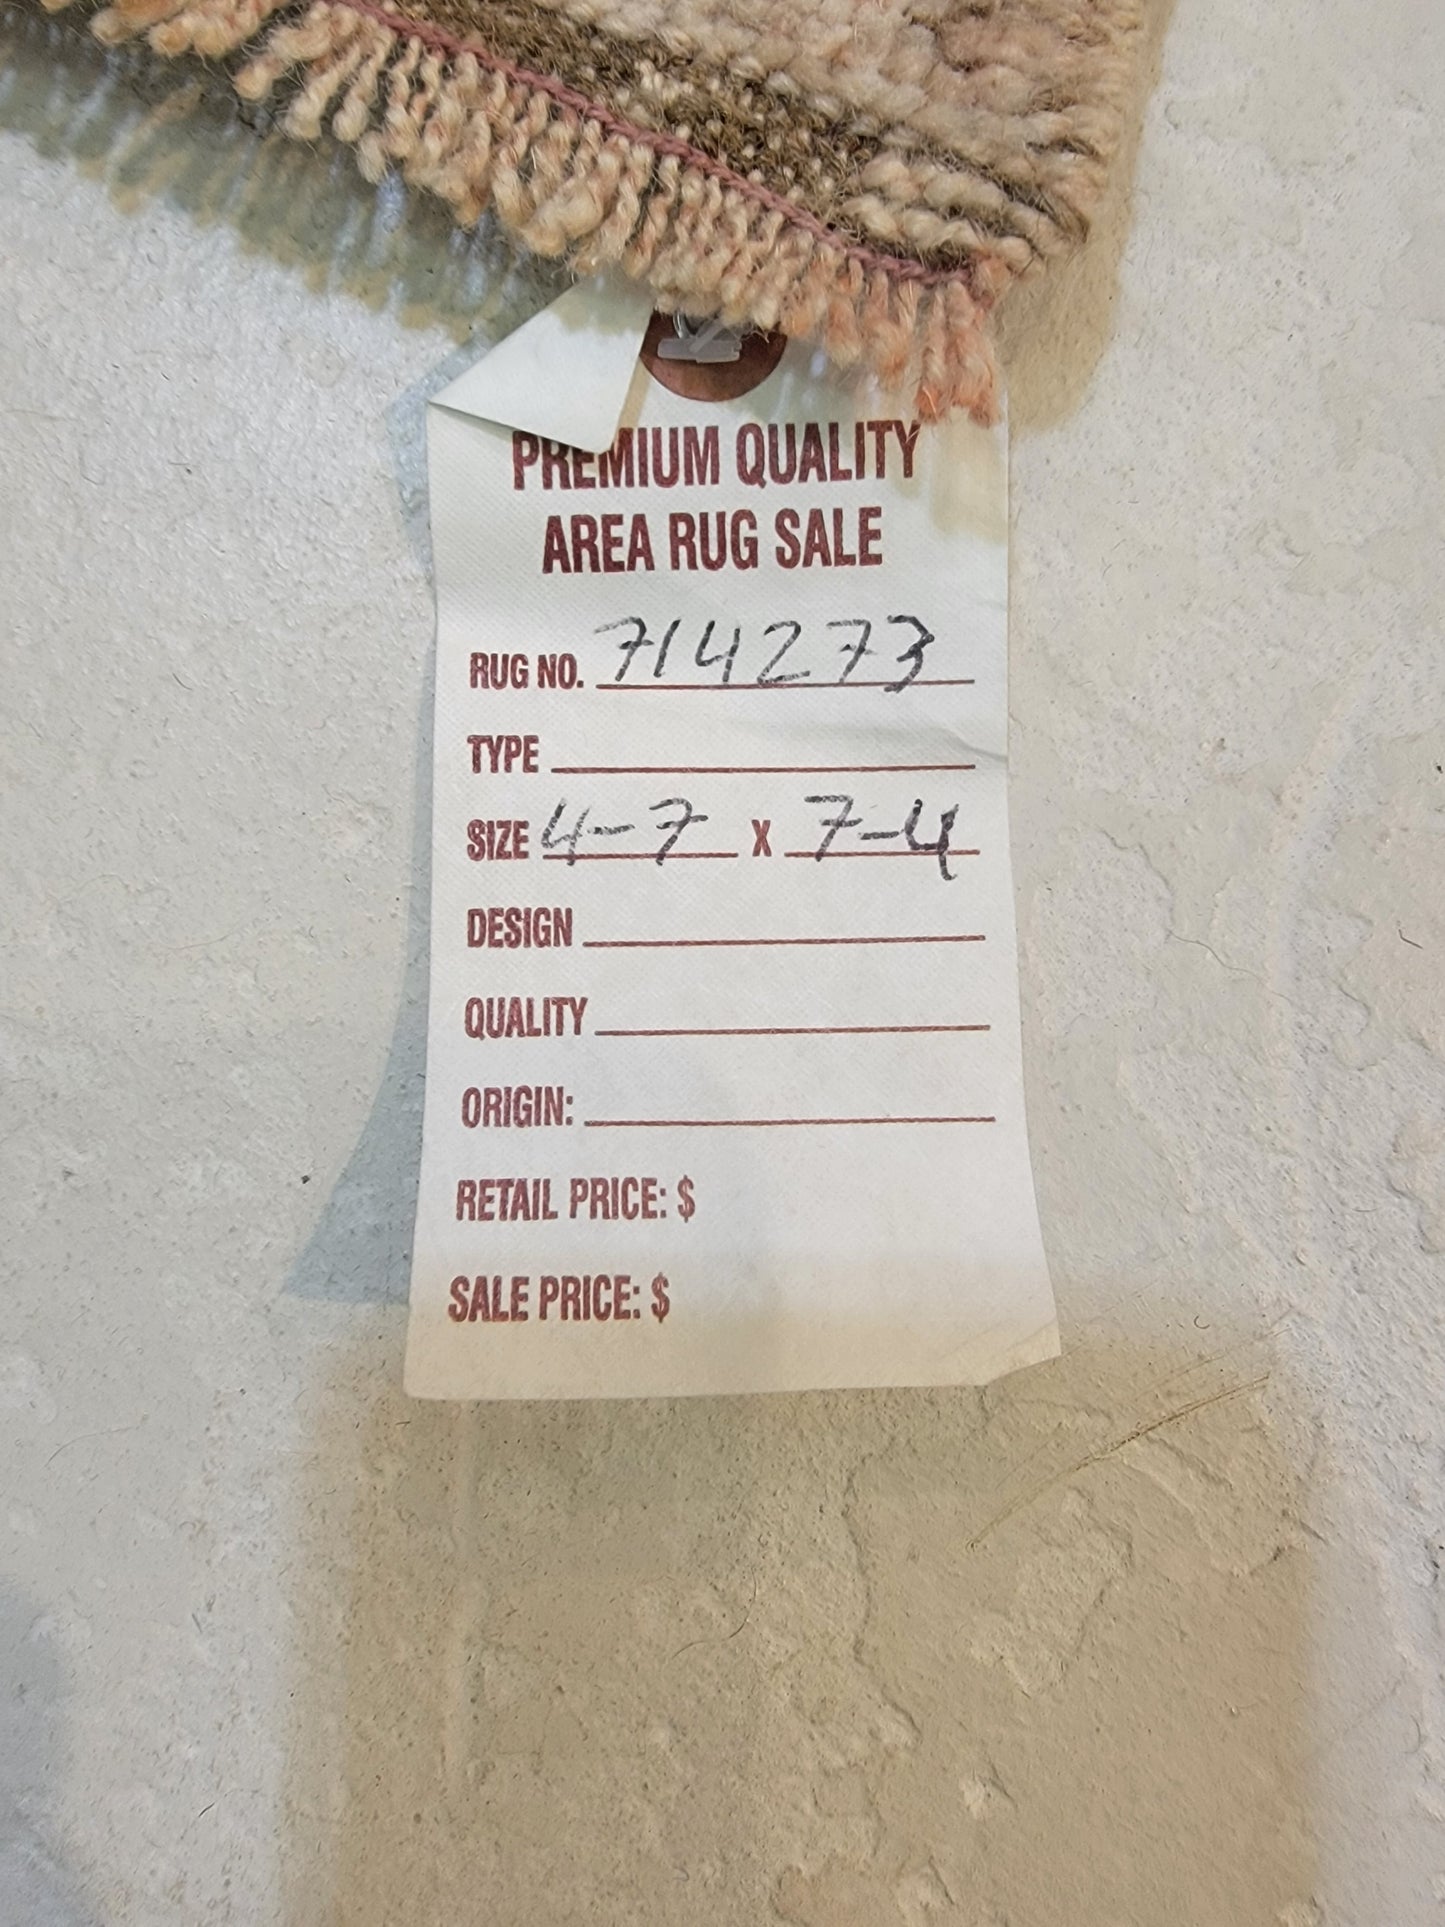 PREMIUM QUALITY
AREA RUG SALE
RUG NO. 714273
TYPE
SIZE 4-7 X 7-4
DESIGN
QUALITY
ORIGIN:
RETAIL PRICE: $
SALE PRICE: $